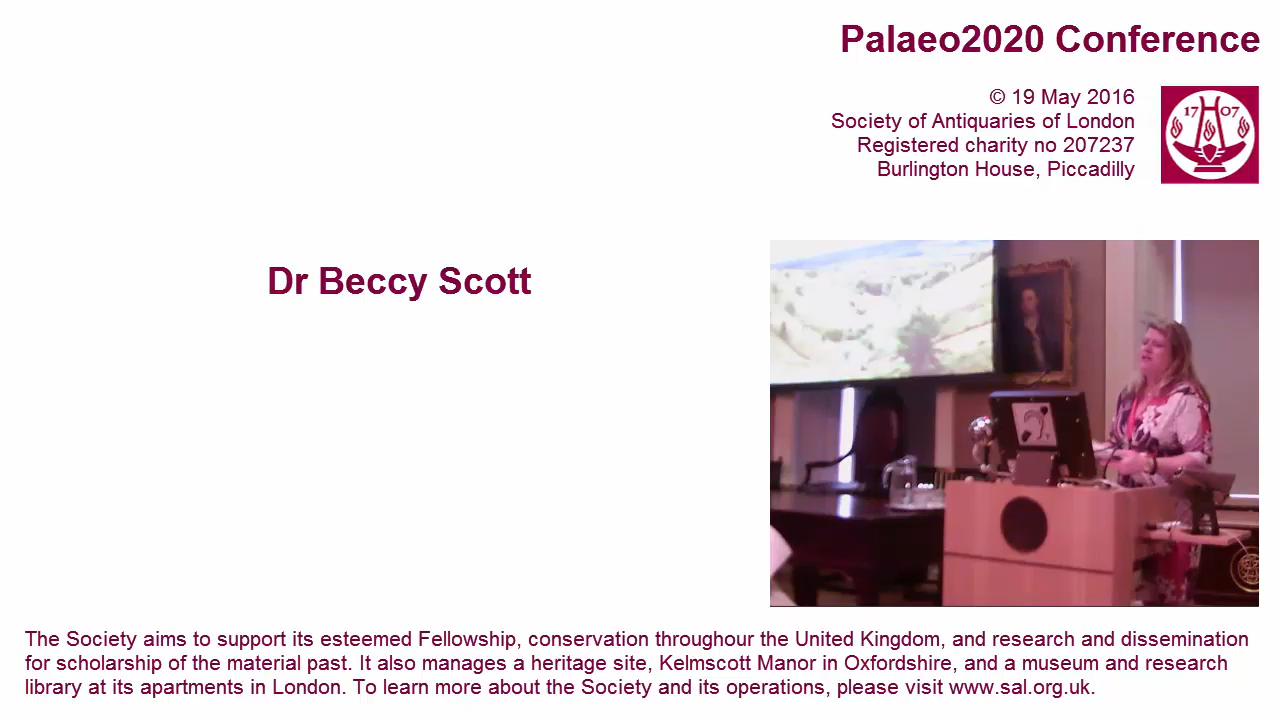 Palaeo2020 Conference
© 19 May 2016
Society of Antiquaries of London
Registered charity no 207237
Burlington House, Piccadilly
17 07
Dr Beccy Scott
The Society aims to support its esteemed Fellowship, conservation throughour the United Kingdom, and research and dissemination
for scholarship of the material past. It also manages a heritage site, Kelmscott Manor in Oxfordshire, and a museum and research
library at its apartments in London. To learn more about the Society and its operations, please visit www.sal.org.uk.